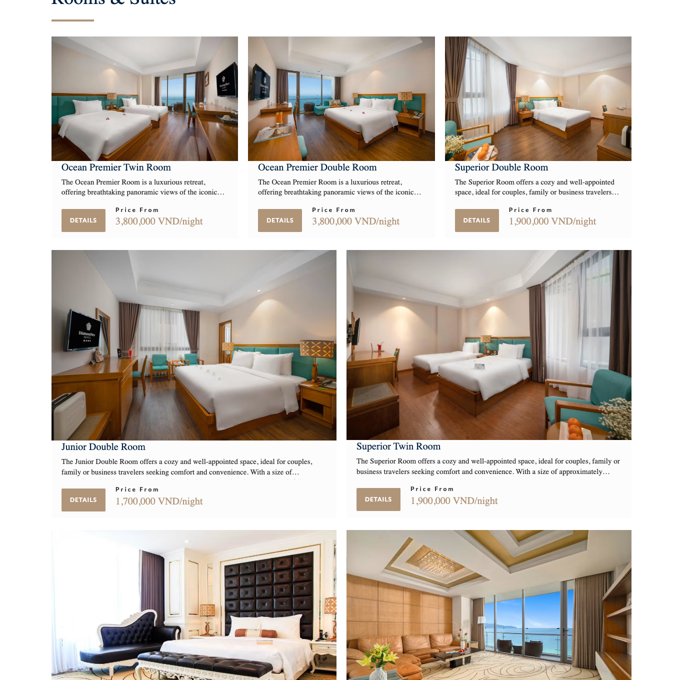 Rooms & Suites
Ocean Premier Twin Room
The Ocean Premier Room is a luxurious retreat,
offering breathtaking panoramic views of the iconic…
DETAILS
Price From
3,800,000 VND/night
Ocean Premier Double Room
The Ocean Premier Room is a luxurious retreat,
offering breathtaking panoramic views of the iconic…
DETAILS
Price From
3,800,000 VND/night
Superior Double Room
The Superior Room offers a cozy and well-appointed
space, ideal for couples, family or business travelers…
DETAILS
Price From
1,900,000 VND/night
Junior Double Room
The Junior Double Room offers a cozy and well-appointed space, ideal for couples,
family or business travelers seeking comfort and convenience. With a size of…
DETAILS
Price From
1,700,000 VND/night
Superior Twin Room
The Superior Room offers a cozy and well-appointed space, ideal for couples, family or
business travelers seeking comfort and convenience. With a size of approximately…
DETAILS
Price From
1,900,000 VND/night